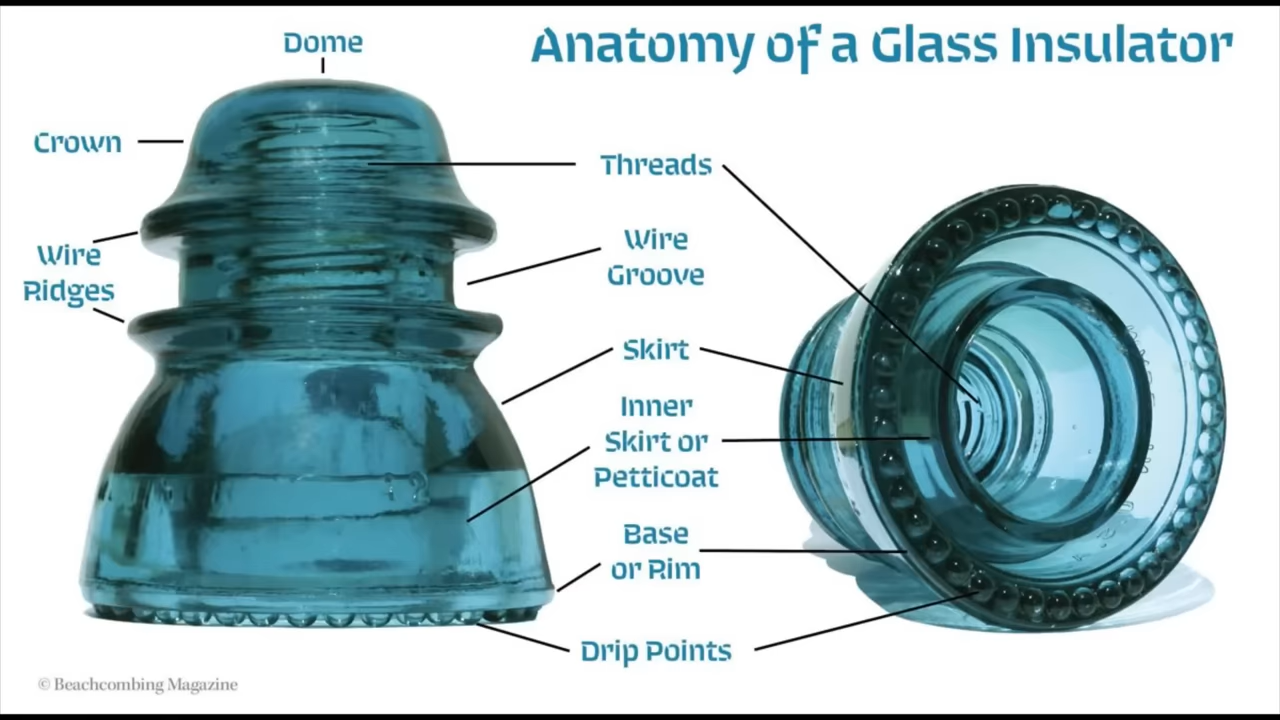 Anatomy of a Glass Insulator
Dome
Crown
Threads
Wire
Ridges
Wire
Groove
Skirt
Inner
Skirt or
Petticoat
Base
or Rim
Drip Points
© Beachcombing Magazine